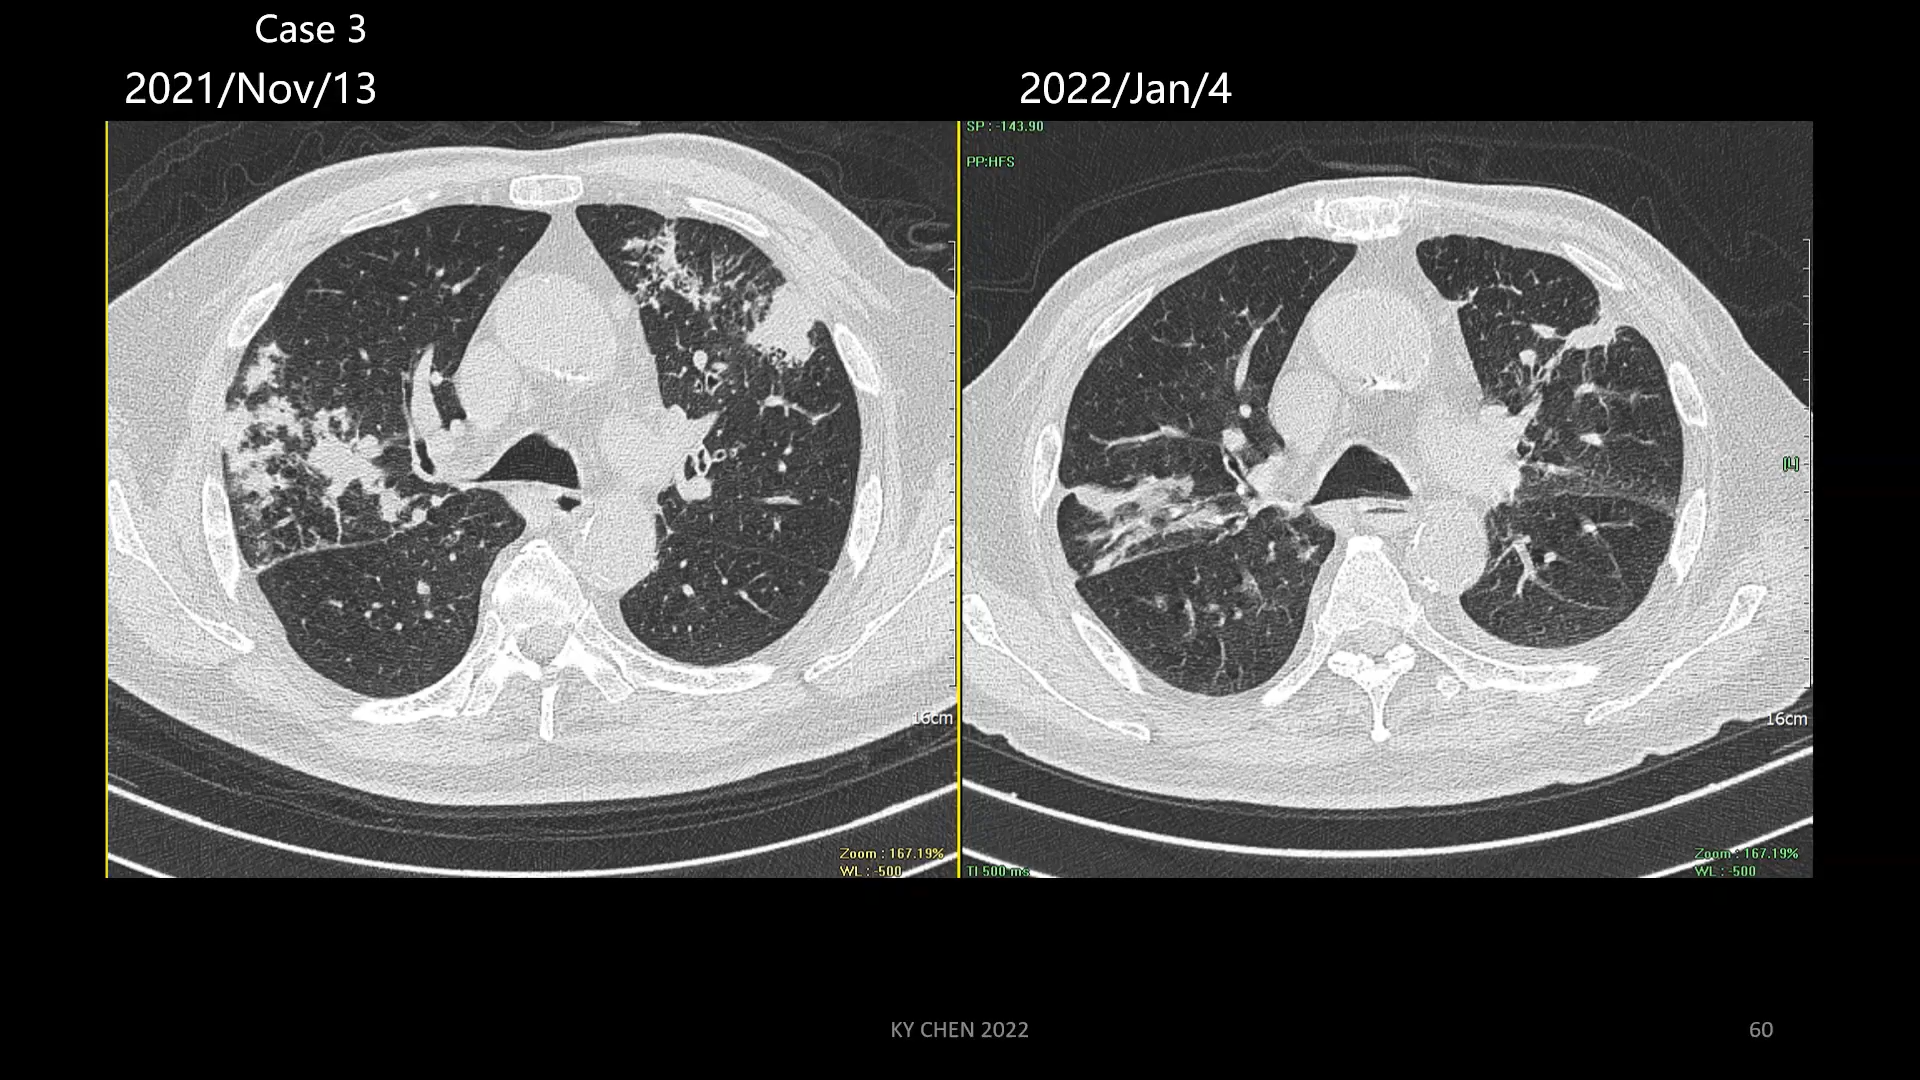 Case 3
2021/Nov/13
2022/Jan/4
SP : -143.90
PP:HFS
[L]
16cm
16cm
Zoom : 167.19%
WL : -500
TI 500 ms
Zoom : 167.19%
WL : -500
KY CHEN 2022
60